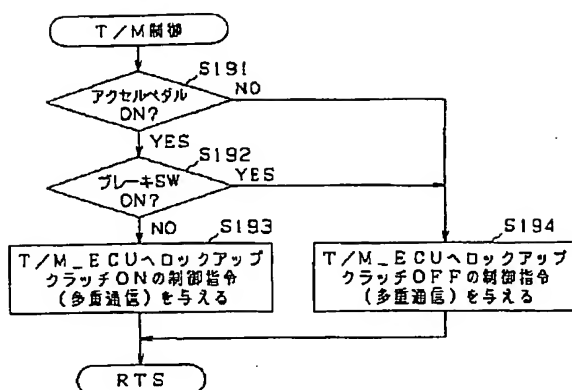 T/M制御
S191
アクセルペダル
ON?
NO
YES
S192
ブレーキSW
ON?
YES
NO
S193
T/M_ECUへロックアップ
クラッチONの制御指令
(多重通信)を与える
S194
T/M_ECUへロックアップ
クラッチOFFの制御指令
(多重通信)を与える
RTS